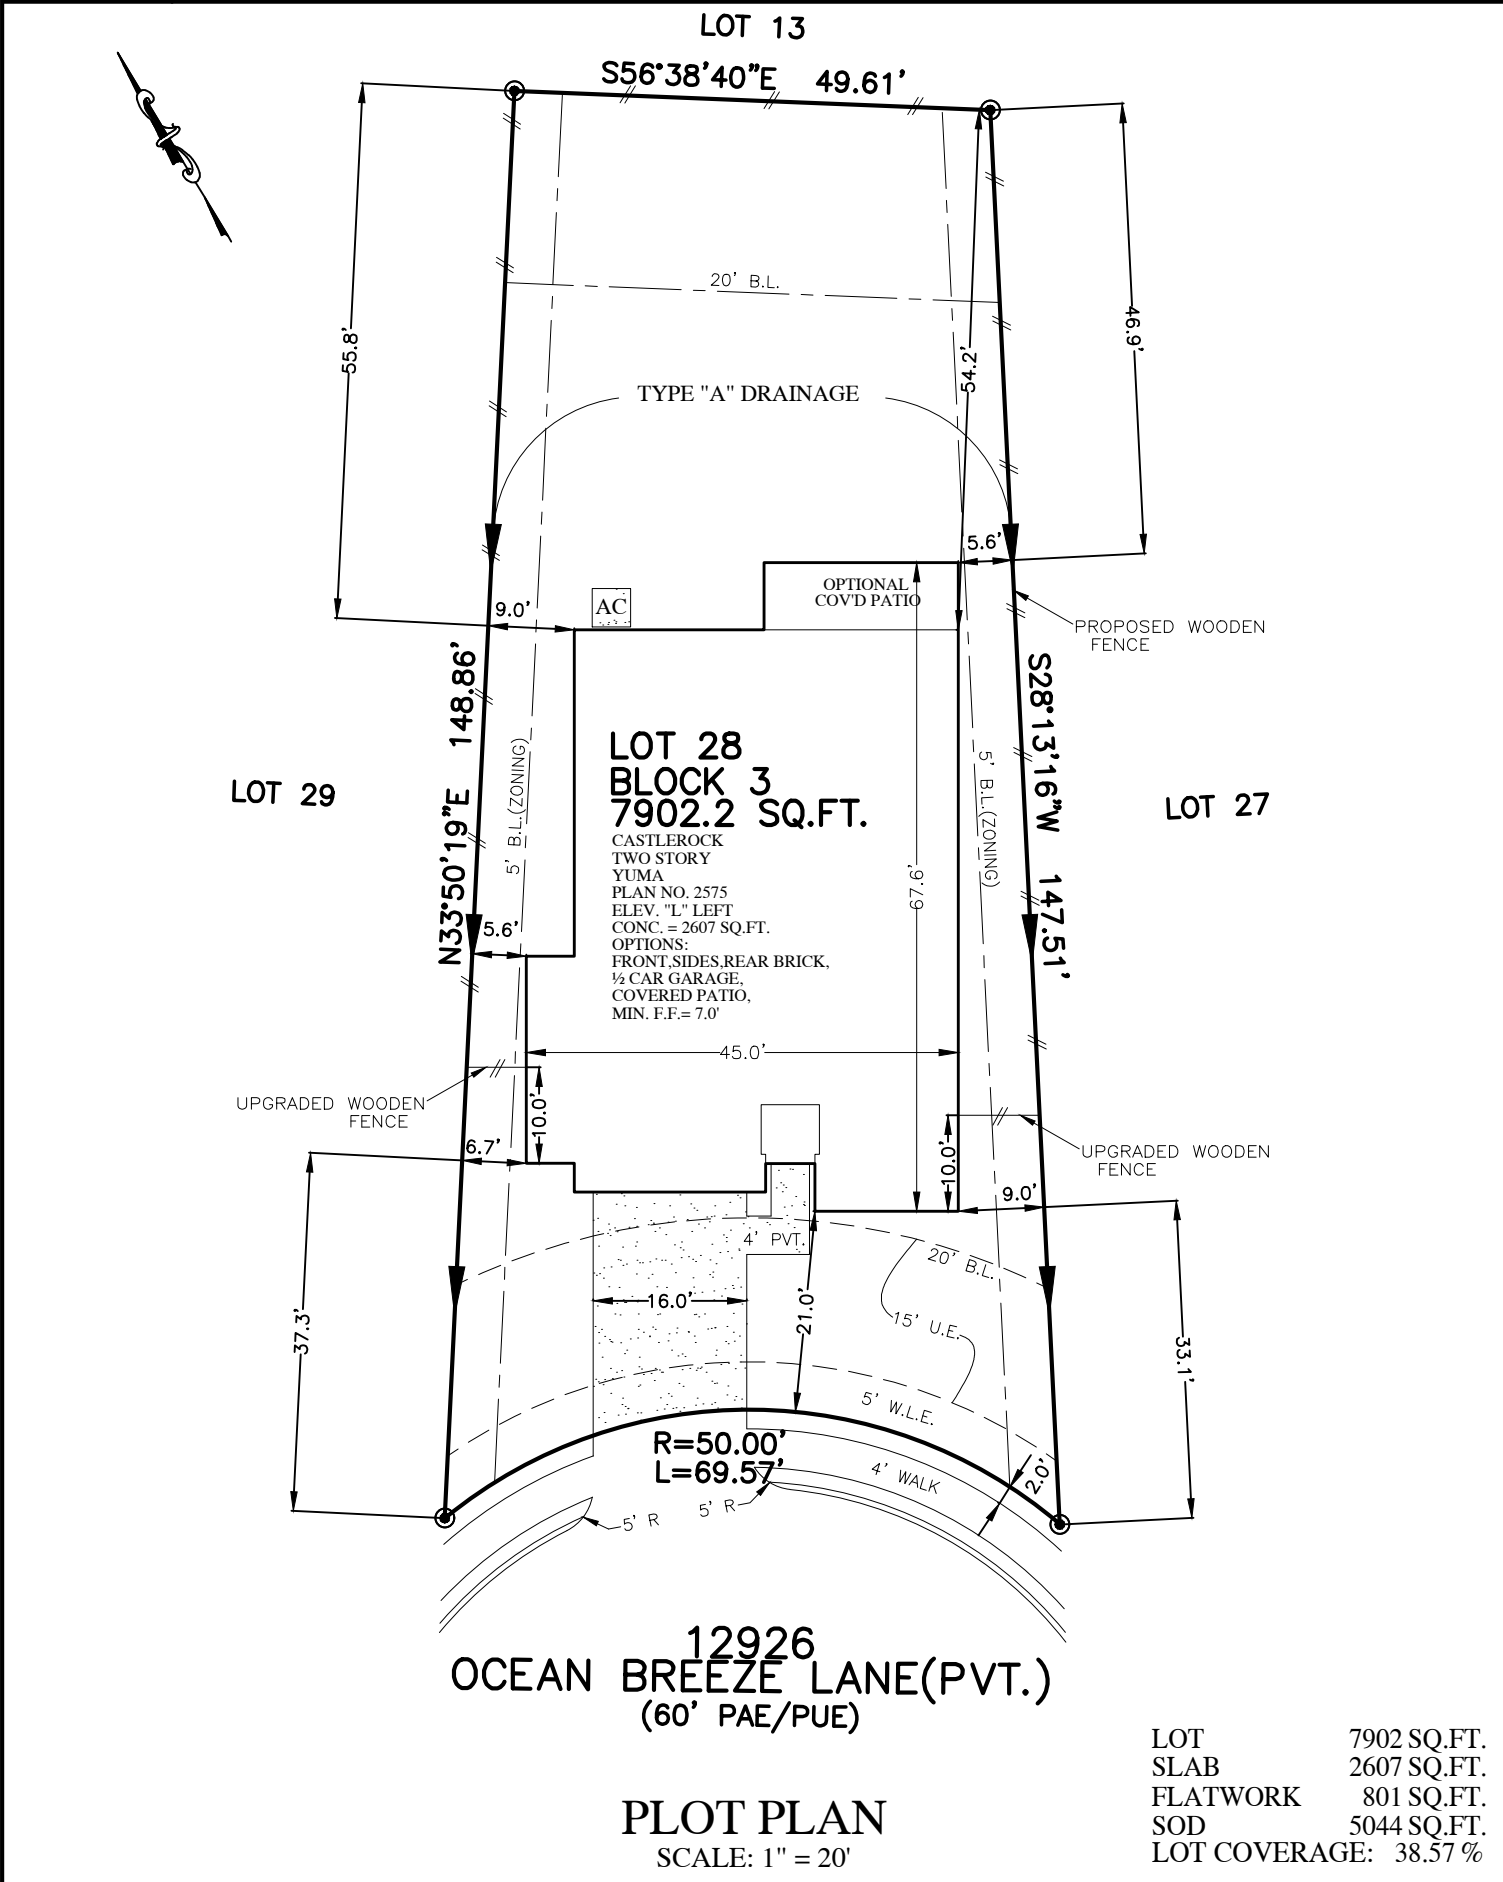 LOT 13
S56°38'40"E 49.61'
55.8'
46.9'
20' B.L.
54.2'
TYPE "A" DRAINAGE
5.6'
OPTIONAL
COV'D PATIO
AC
9.0'
PROPOSED WOODEN
FENCE
N33°50'19"E 148.86'
S28°13'16"W 147.51'
5' B.L.(ZONING)
5' B.L.(ZONING)
LOT 29
LOT 27
LOT 28
BLOCK 3
7902.2 SQ.FT.
CASTLEROCK
TWO STORY
YUMA
PLAN NO. 2575
ELEV. "L" LEFT
CONC. = 2607 SQ.FT.
OPTIONS:
FRONT,SIDES,REAR BRICK,
½ CAR GARAGE,
COVERED PATIO,
MIN. F.F.= 7.0'
67.6'
5.6'
45.0'
UPGRADED WOODEN
FENCE
10.0'
6.7'
10.0'
UPGRADED WOODEN
FENCE
9.0'
4' PVT.
20' B.L.
16.0'
21.0'
15' U.E.
37.3'
33.1'
5' W.L.E.
R=50.00'
L=69.57'
4' WALK
2.0'
5' R
5' R
12926
OCEAN BREEZE LANE(PVT.)
(60' PAE/PUE)
PLOT PLAN
SCALE: 1" = 20'
LOT 7902 SQ.FT.
SLAB 2607 SQ.FT.
FLATWORK 801 SQ.FT.
SOD 5044 SQ.FT.
LOT COVERAGE: 38.57 %